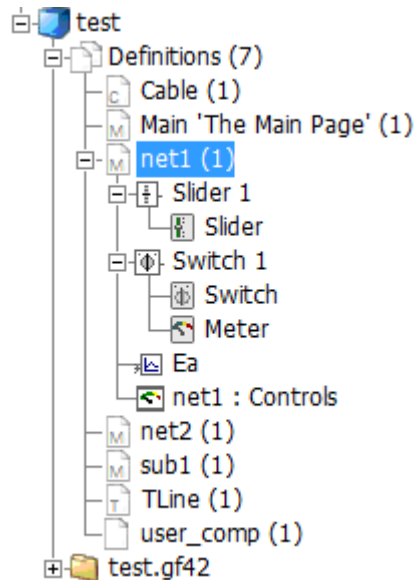 test
Definitions (7)
Cable (1)
Main 'The Main Page' (1)
net1 (1)
Slider 1
Slider
Switch 1
Switch
Meter
Ea
net1 : Controls
net2 (1)
sub1 (1)
TLine (1)
user_comp (1)
test.gf42